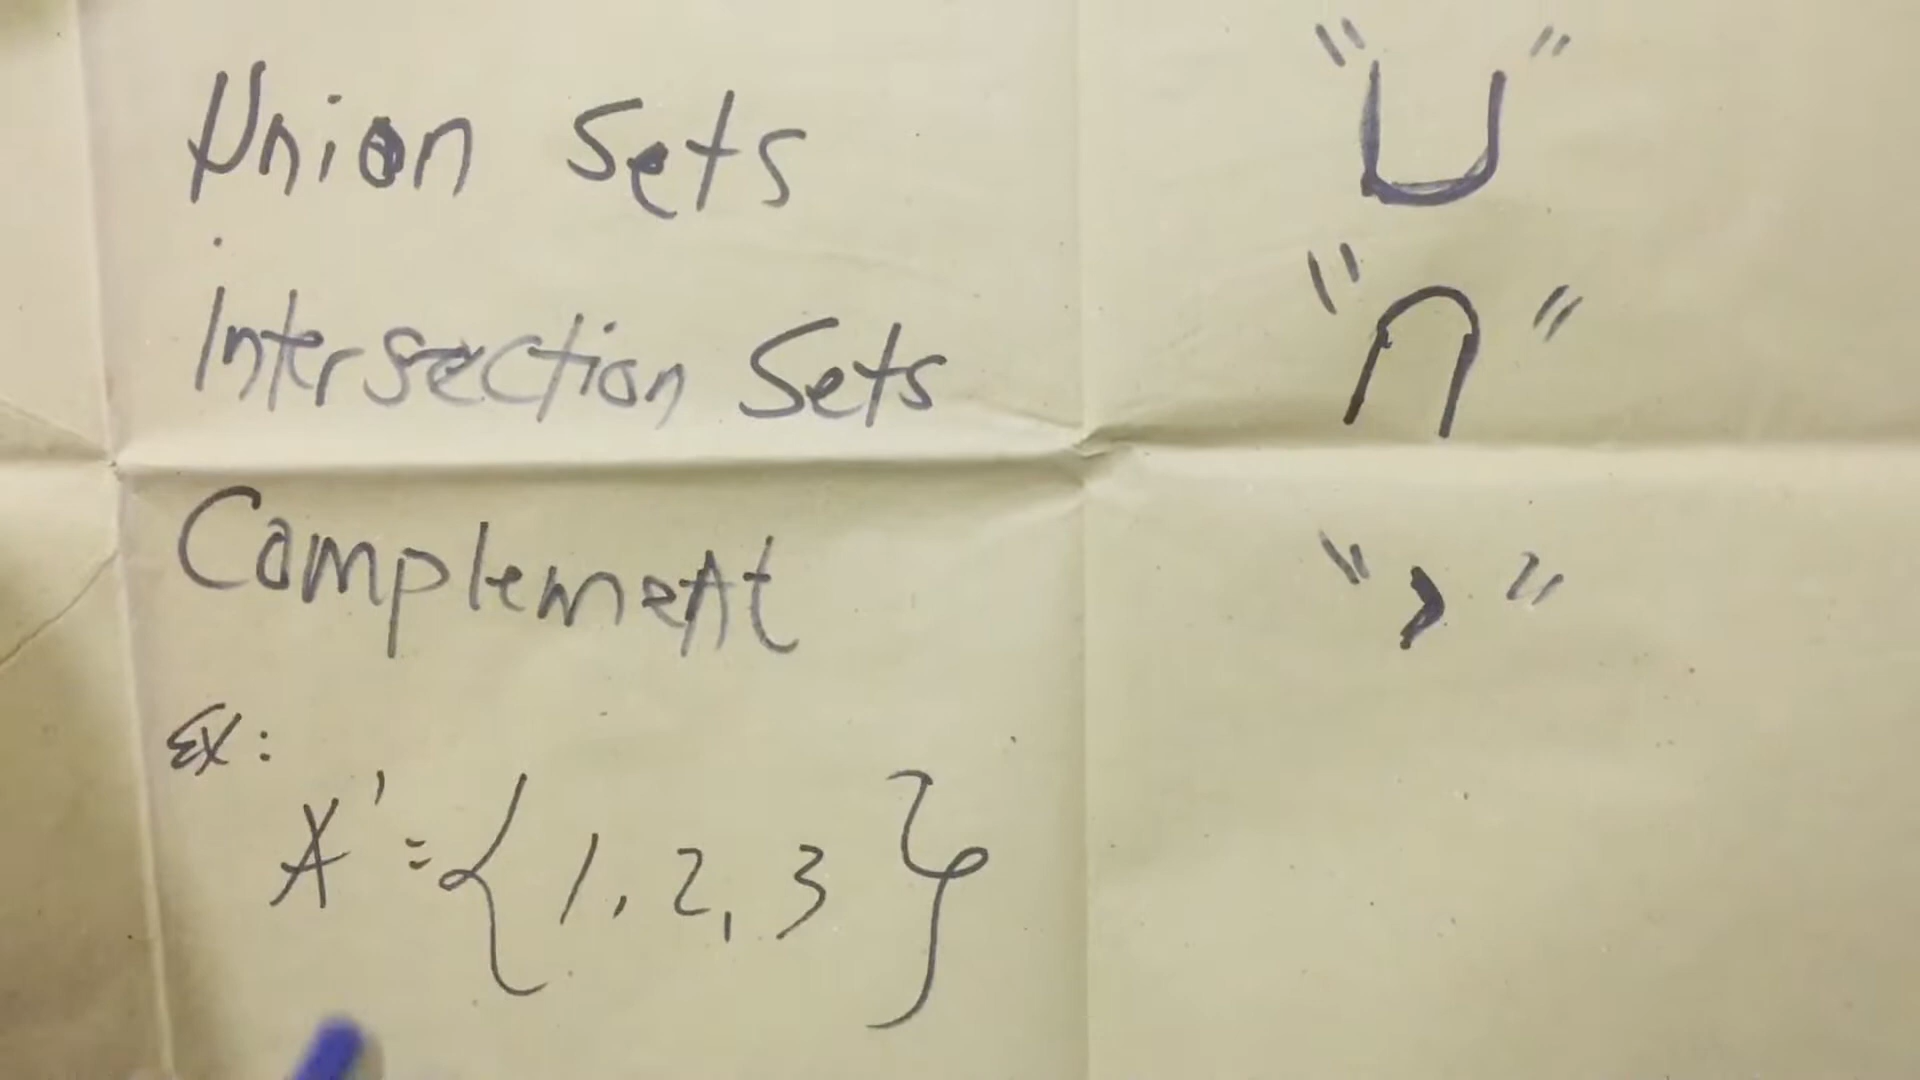 Union Sets "∪"
Intersection Sets "∩"
Complement "’"
Ex:
A' = {1, 2, 3}